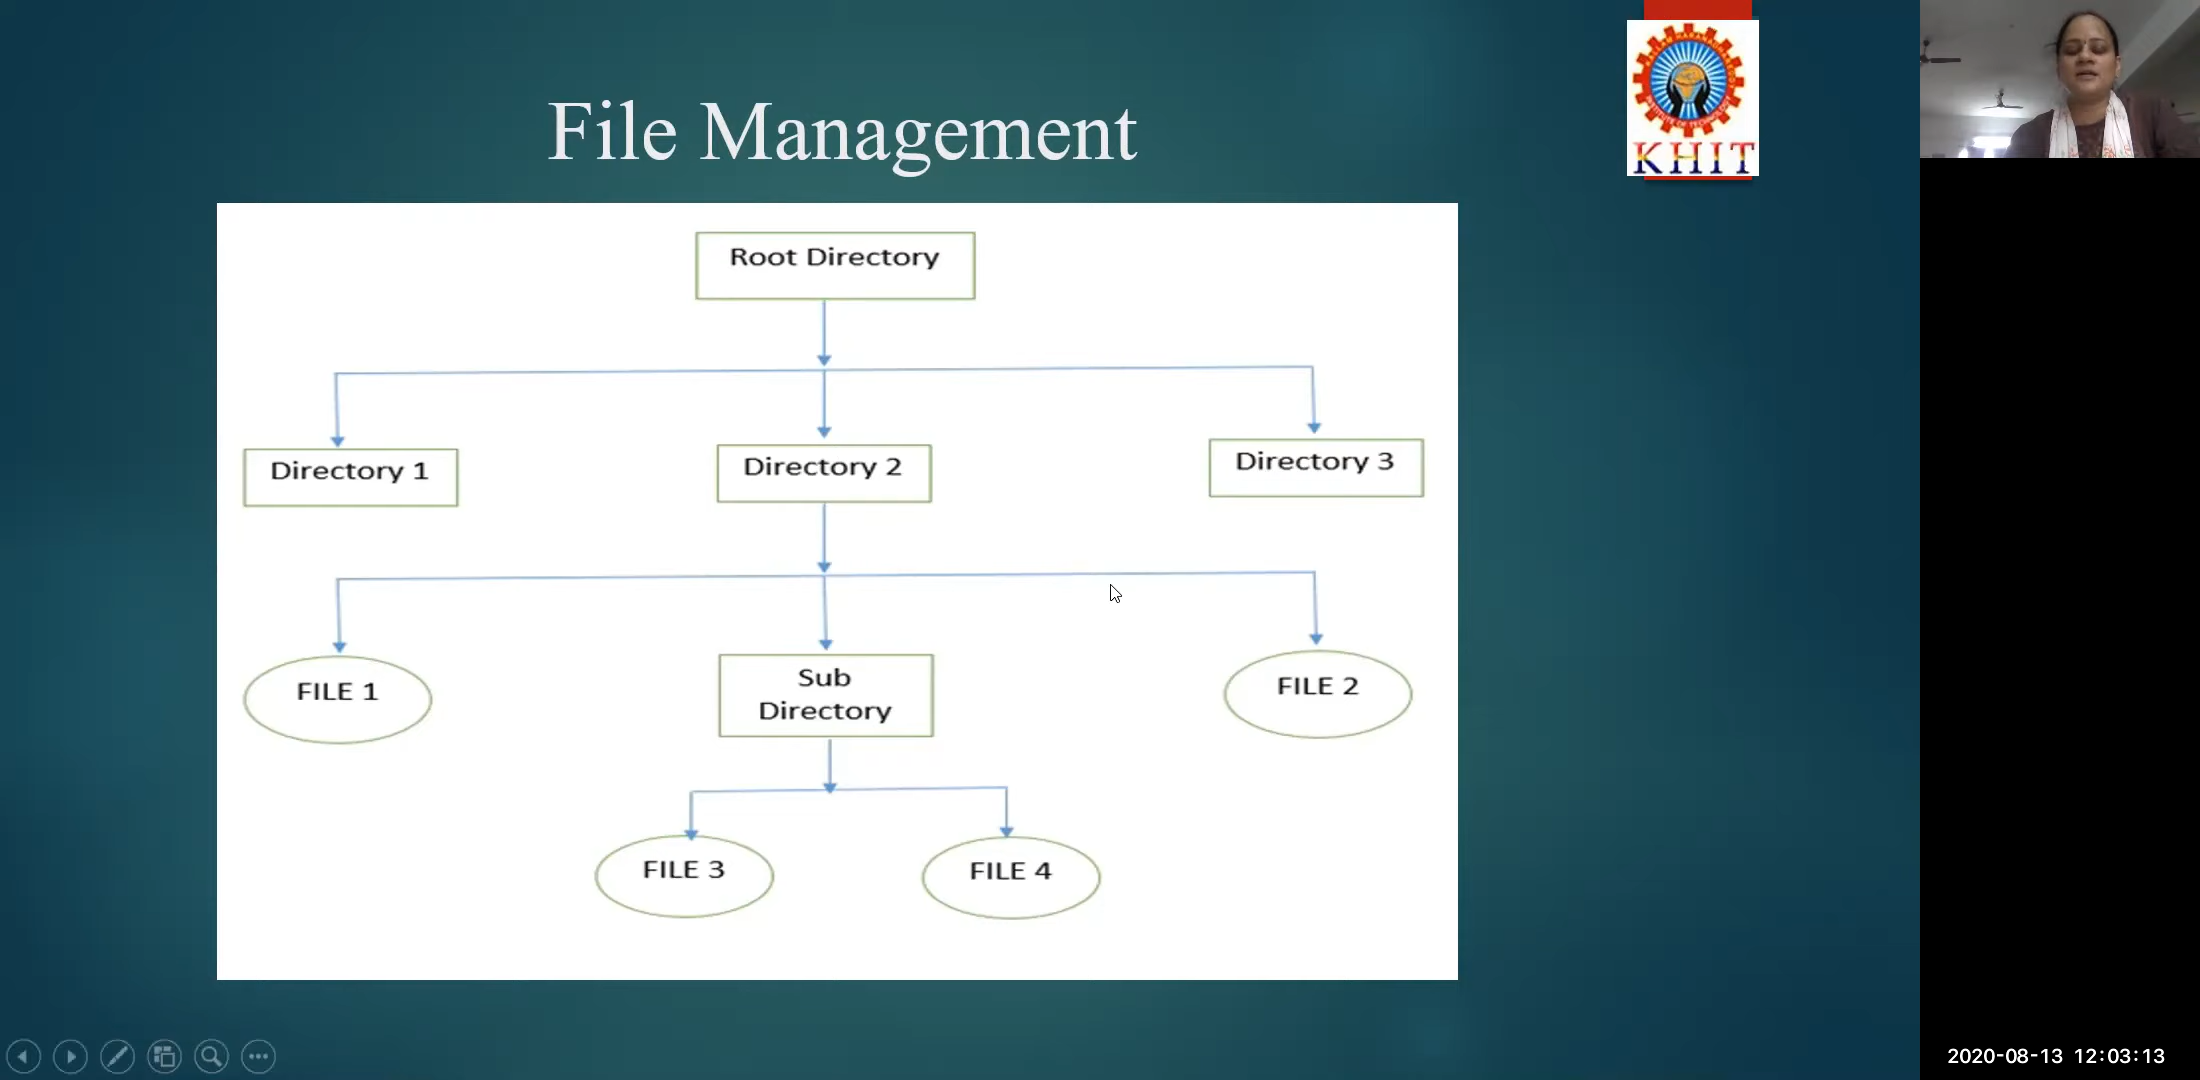 File Management
KHIT
Root Directory
Directory 1
Directory 2
Directory 3
FILE 1
Sub
Directory
FILE 2
FILE 3
FILE 4
2020-08-13 12:03:13